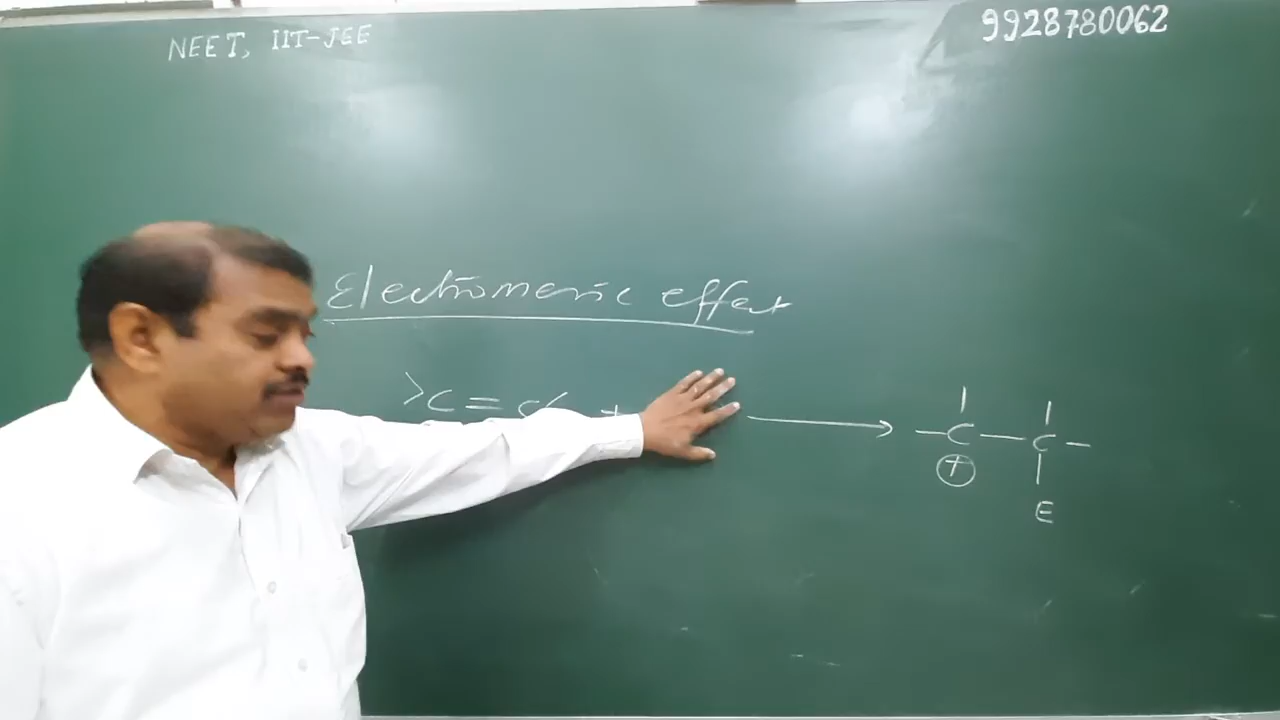 NEET, IIT-JEE
9928780062
Electromeric effect
>C = C< + ⟶ -C-C-
⊕
E